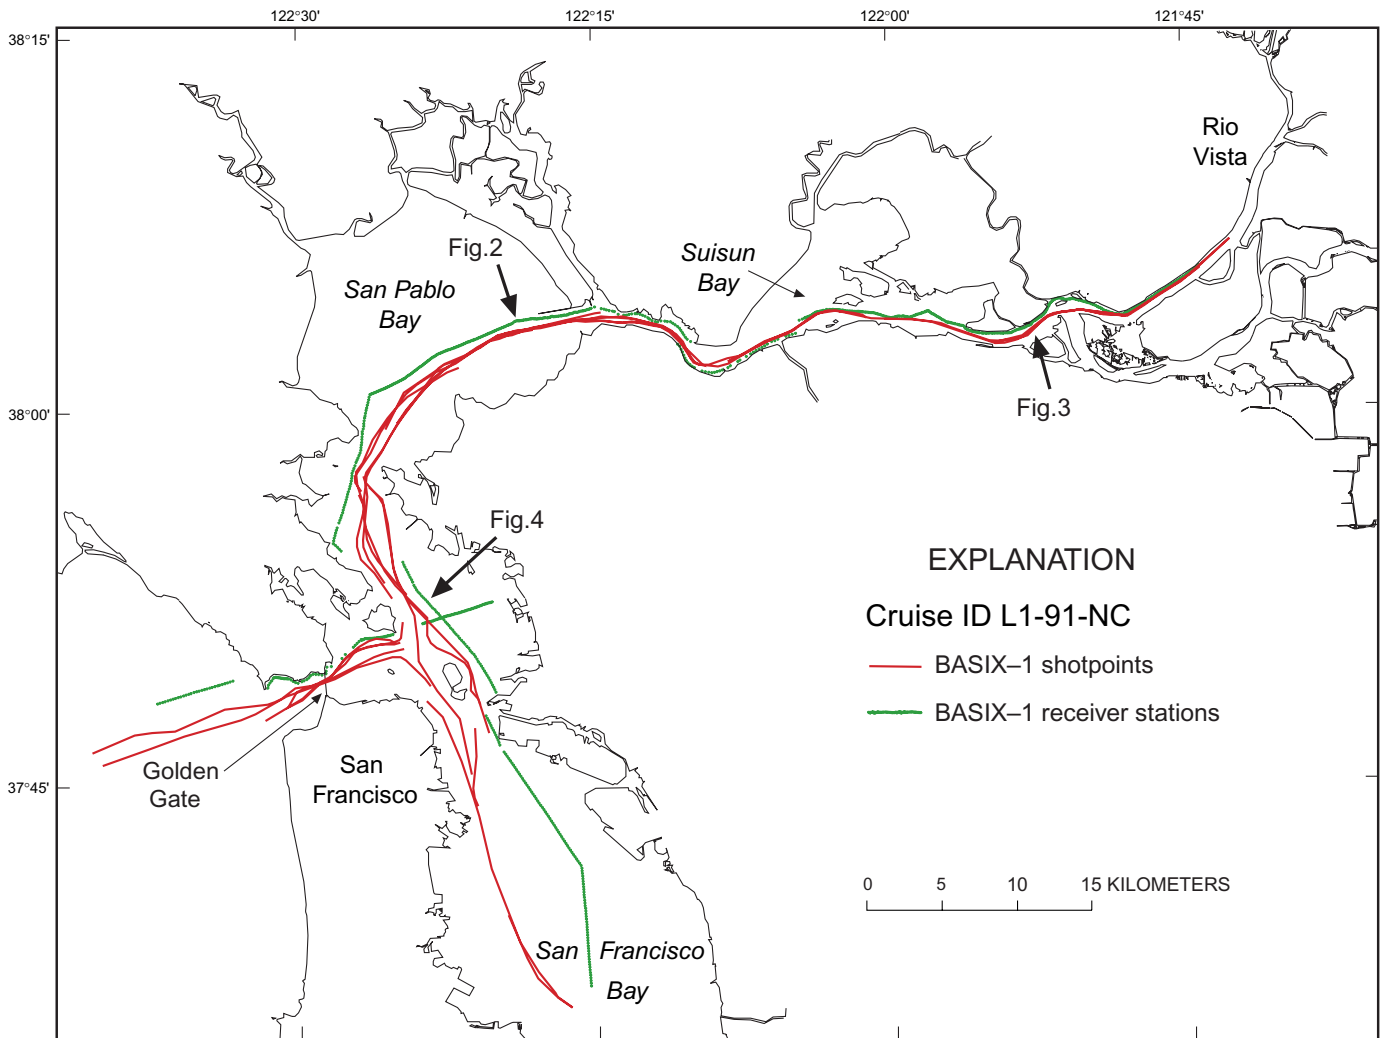 122°30'
122°15'
122°00'
121°45'
38°15'
Rio
Vista
Fig.2
Suisun
Bay
San Pablo
Bay
38°00'
Fig.3
Fig.4
EXPLANATION
Cruise ID L1-91-NC
BASIX–1 shotpoints
BASIX–1 receiver stations
Golden
Gate
San
Francisco
37°45'
0 5 10 15 KILOMETERS
San Francisco
Bay